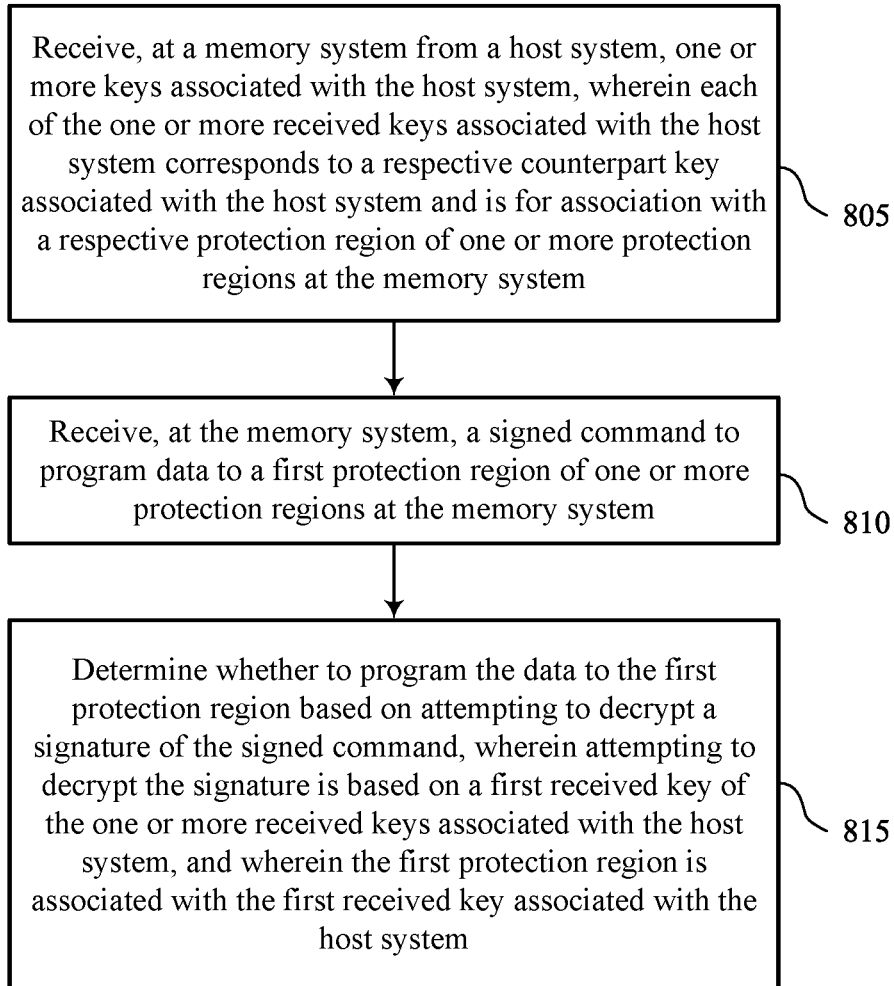 Receive, at a memory system from a host system, one or
more keys associated with the host system, wherein each
of the one or more received keys associated with the host
system corresponds to a respective counterpart key
associated with the host system and is for association with
a respective protection region of one or more protection
regions at the memory system
805
Receive, at the memory system, a signed command to
program data to a first protection region of one or more
protection regions at the memory system
810
Determine whether to program the data to the first
protection region based on attempting to decrypt a
signature of the signed command, wherein attempting to
decrypt the signature is based on a first received key of
the one or more received keys associated with the host
system, and wherein the first protection region is
associated with the first received key associated with the
host system
815